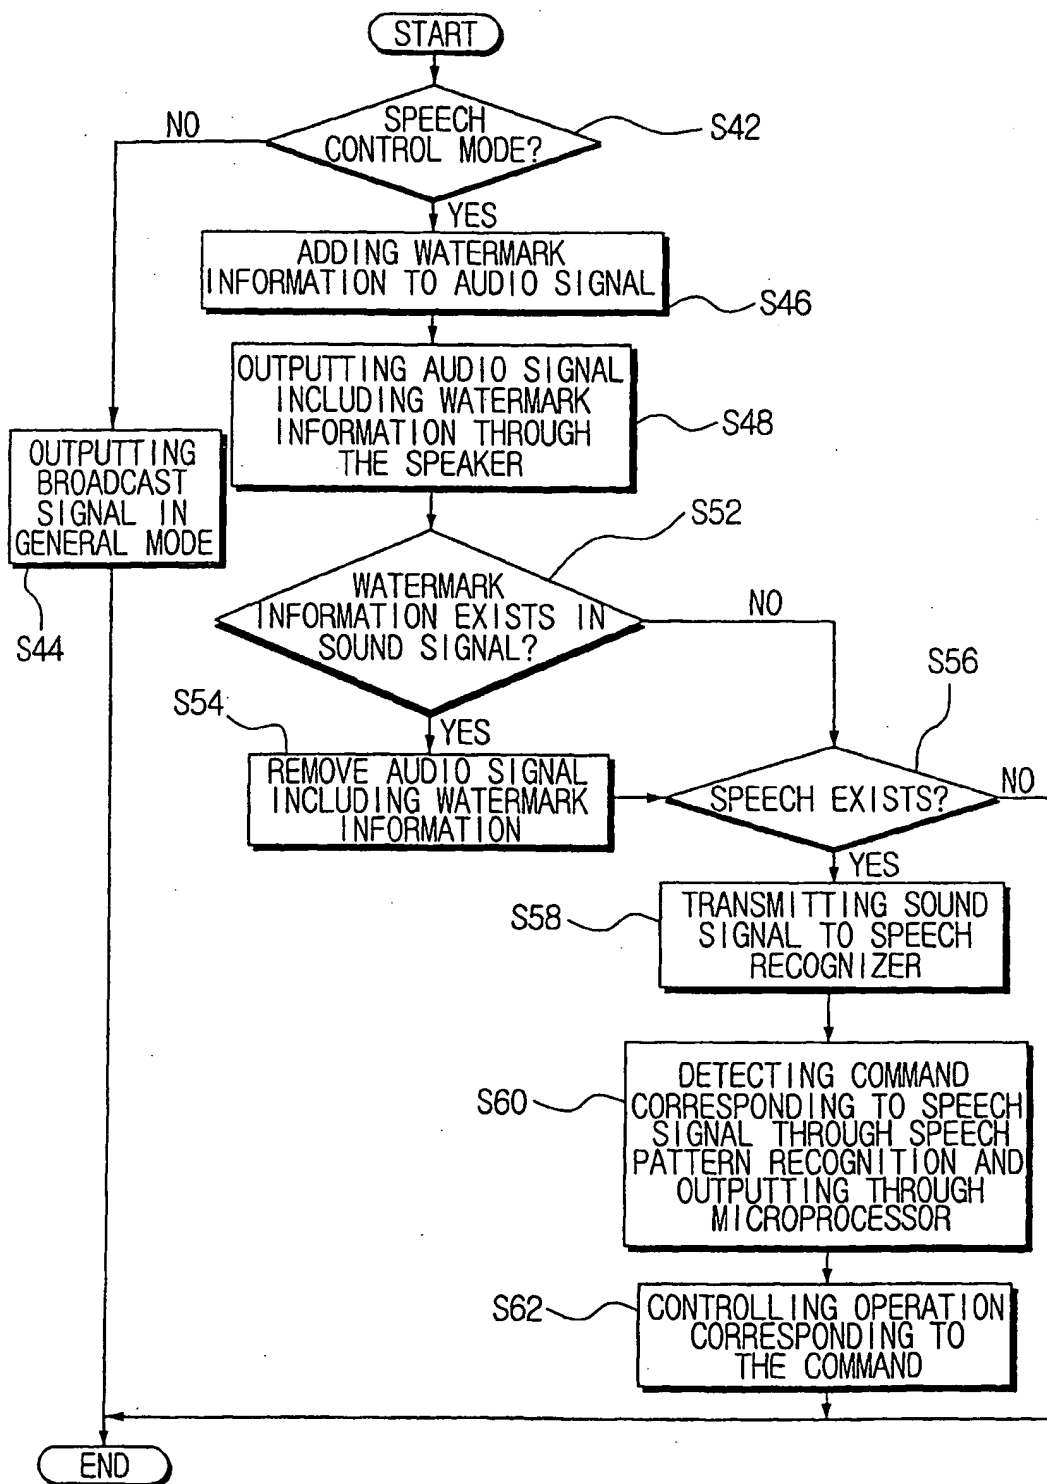 START
SPEECH
CONTROL MODE?
S42
NO
YES
ADDING WATERMARK
INFORMATION TO AUDIO SIGNAL
S46
OUTPUTTING AUDIO SIGNAL
INCLUDING WATERMARK
INFORMATION THROUGH
THE SPEAKER
S48
OUTPUTTING
BROADCAST
SIGNAL IN
GENERAL MODE
S44
S52
WATERMARK
INFORMATION EXISTS IN
SOUND SIGNAL?
NO
YES
S54
REMOVE AUDIO SIGNAL
INCLUDING WATERMARK
INFORMATION
S56
SPEECH EXISTS?
NO
YES
S58
TRANSMITTING SOUND
SIGNAL TO SPEECH
RECOGNIZER
S60
DETECTING COMMAND
CORRESPONDING TO SPEECH
SIGNAL THROUGH SPEECH
PATTERN RECOGNITION AND
OUTPUTTING THROUGH
MICROPROCESSOR
S62
CONTROLLING OPERATION
CORRESPONDING TO
THE COMMAND
END